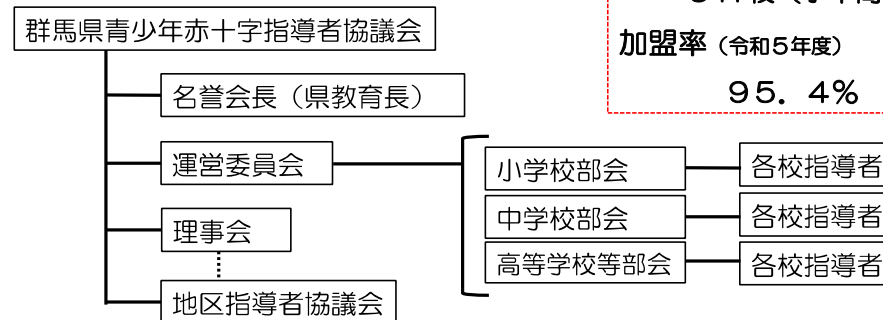 群馬県青少年赤十字指導者協議会
加盟率（令和5年度）
９５．４％
名誉会長（県教育長）
運営委員会
小学校部会
各校指導者
中学校部会
各校指導者
高等学校等部会
各校指導者
理事会
地区指導者協議会